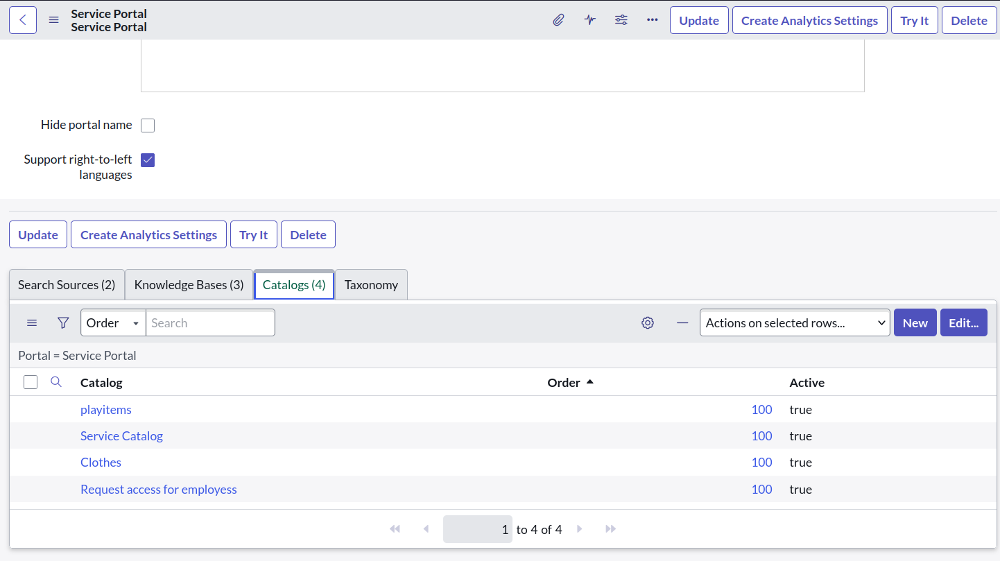 Service Portal
Service Portal
Update
Create Analytics Settings
Try It
Delete
Hide portal name
Support right-to-left
languages
Update
Create Analytics Settings
Try It
Delete
Search Sources (2)
Knowledge Bases (3)
Catalogs (4)
Taxonomy
Order
Search
Actions on selected rows...
New
Edit...
Portal = Service Portal
Catalog Order Active
playitems 100 true
Service Catalog 100 true
Clothes 100 true
Request access for employess 100 true
1 to 4 of 4